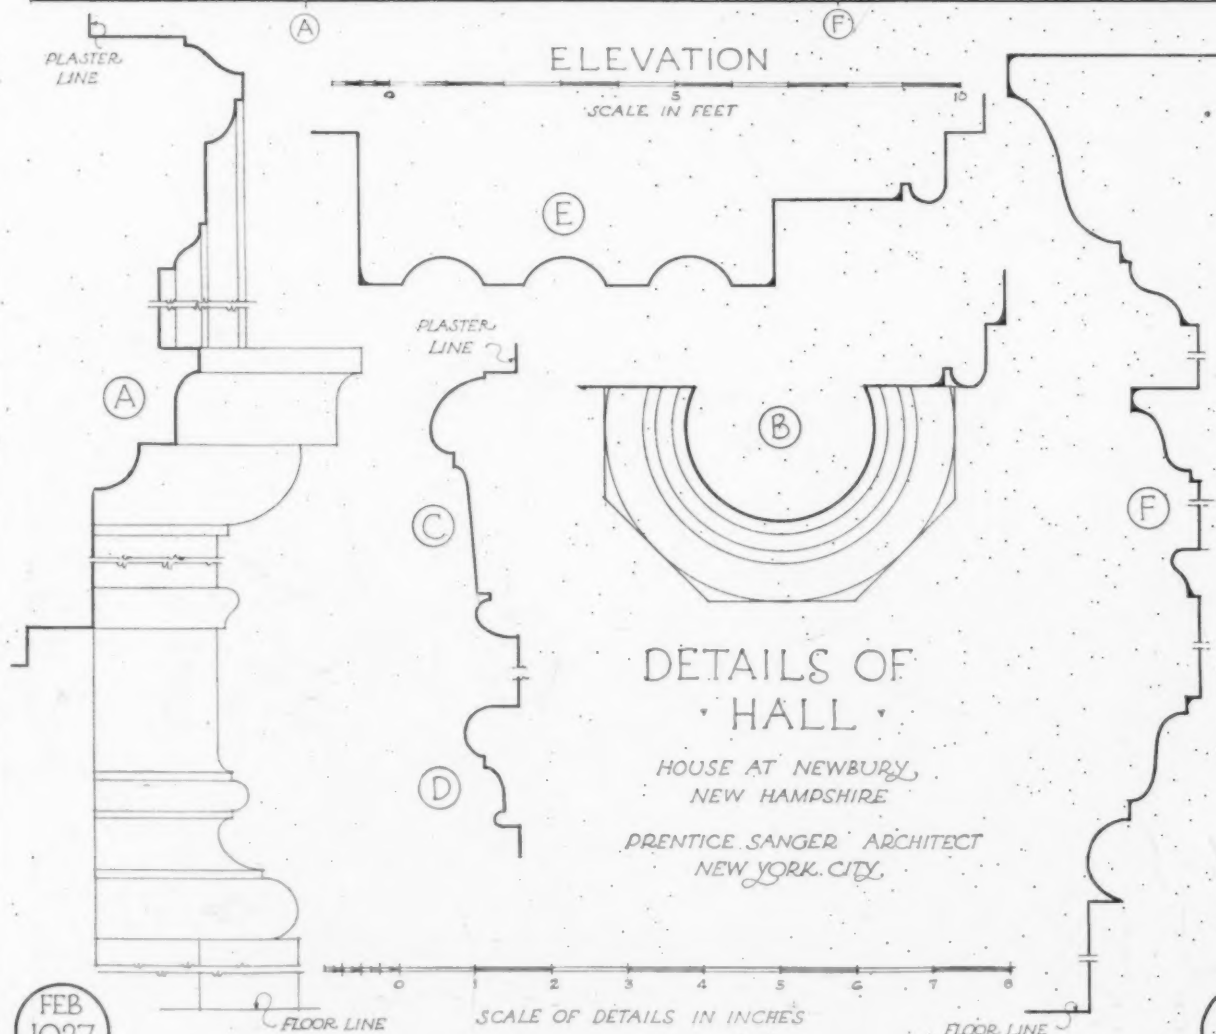 A
F
PLASTER
LINE
ELEVATION
0 5 10
SCALE IN FEET
E
PLASTER
LINE
A
B
C
F
DETAILS OF
· HALL ·
HOUSE AT NEWBURY,
NEW HAMPSHIRE
D
PRENTICE SANGER ARCHITECT
NEW YORK CITY,
0 1 2 3 4 5 6 7 8
SCALE OF DETAILS IN INCHES
FEB
1927
FLOOR LINE
FLOOR LINE